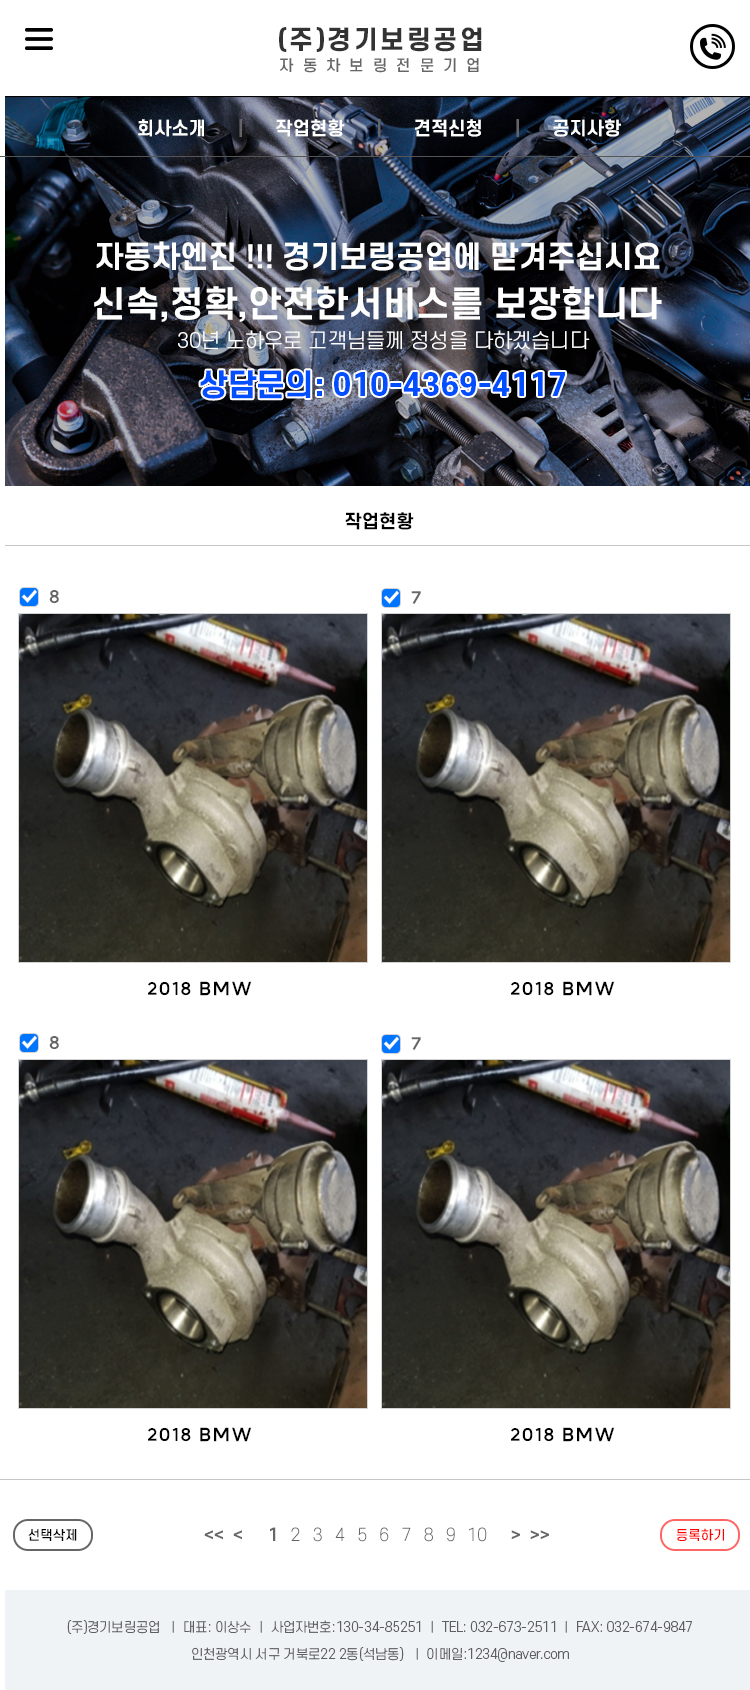 (주)경기보링공업
자동차보링전문기업
회사소개 | 작업현황 | 견적신청 | 공지사항
자동차엔진 !!! 경기보링공업에 맡겨주십시요
신속,정확,안전한서비스를 보장합니다
30년 노하우로 고객님들께 정성을 다하겠습니다
상담문의: 010-4369-4117
작업현황
8 7
2018 BMW 2018 BMW
8 7
2018 BMW 2018 BMW
선택삭제 << < 1 2 3 4 5 6 7 8 9 10 > >> 등록하기
(주)경기보링공업 | 대표: 이상수 | 사업자번호:130-34-85251 | TEL: 032-673-2511 | FAX: 032-674-9847
인천광역시 서구 거북로22 2동(석남동) | 이메일:1234@naver.com